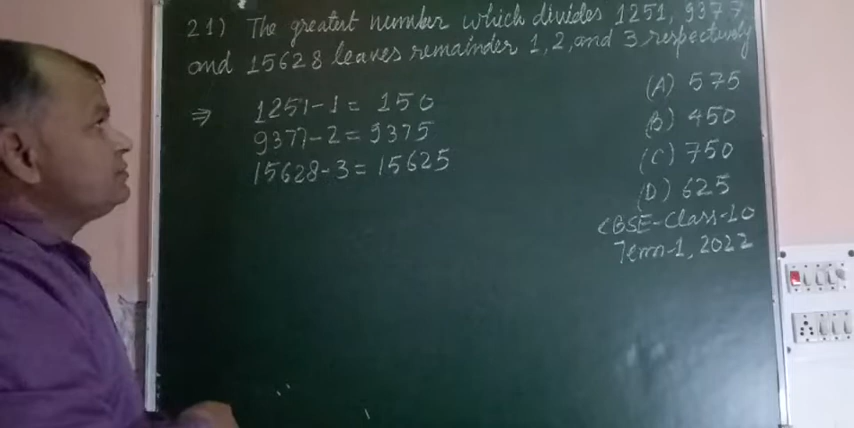 21) The greatest number which divides 1251, 9377
and 15628 leaves remainder 1, 2, and 3 respectively
⇒ 1251-1 = 150
9377-2 = 9375
15628-3 = 15625
(A) 575
(B) 450
(C) 750
(D) 625
CBSE-Class-10
Term-1, 2022